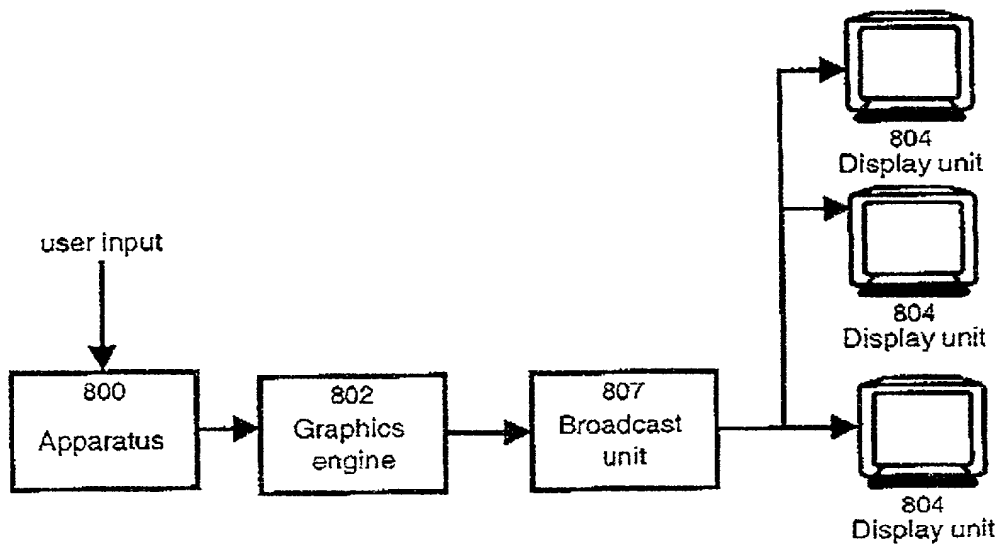 804
Display unit
user input
804
Display unit
800
Apparatus
802
Graphics
engine
807
Broadcast
unit
804
Display unit